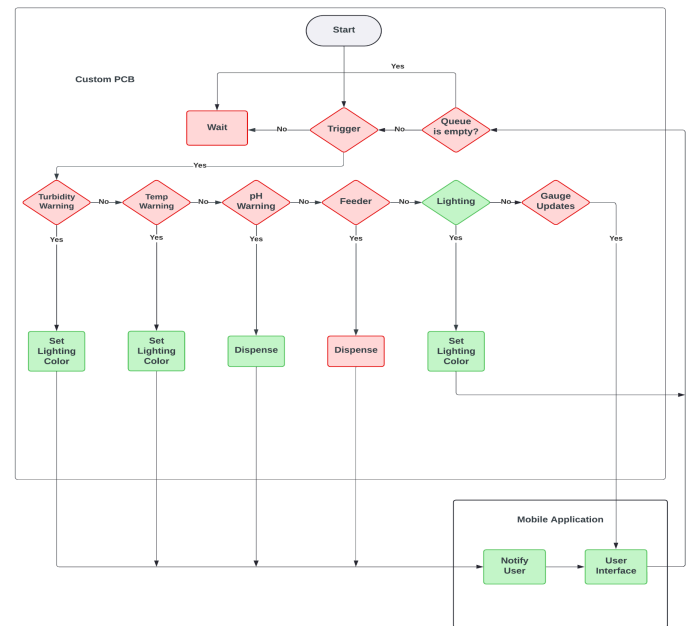 Start
Custom PCB
Yes
Wait
No
Trigger
No
Queue
is empty?
Yes
Turbidity
Warning
No
Temp
Warning
No
pH
Warning
No
Feeder
No
Lighting
No
Gauge
Updates
Yes
Yes
Yes
Yes
Yes
Yes
Set
Lighting
Color
Set
Lighting
Color
Dispense
Dispense
Set
Lighting
Color
Mobile Application
Notify
User
User
Interface